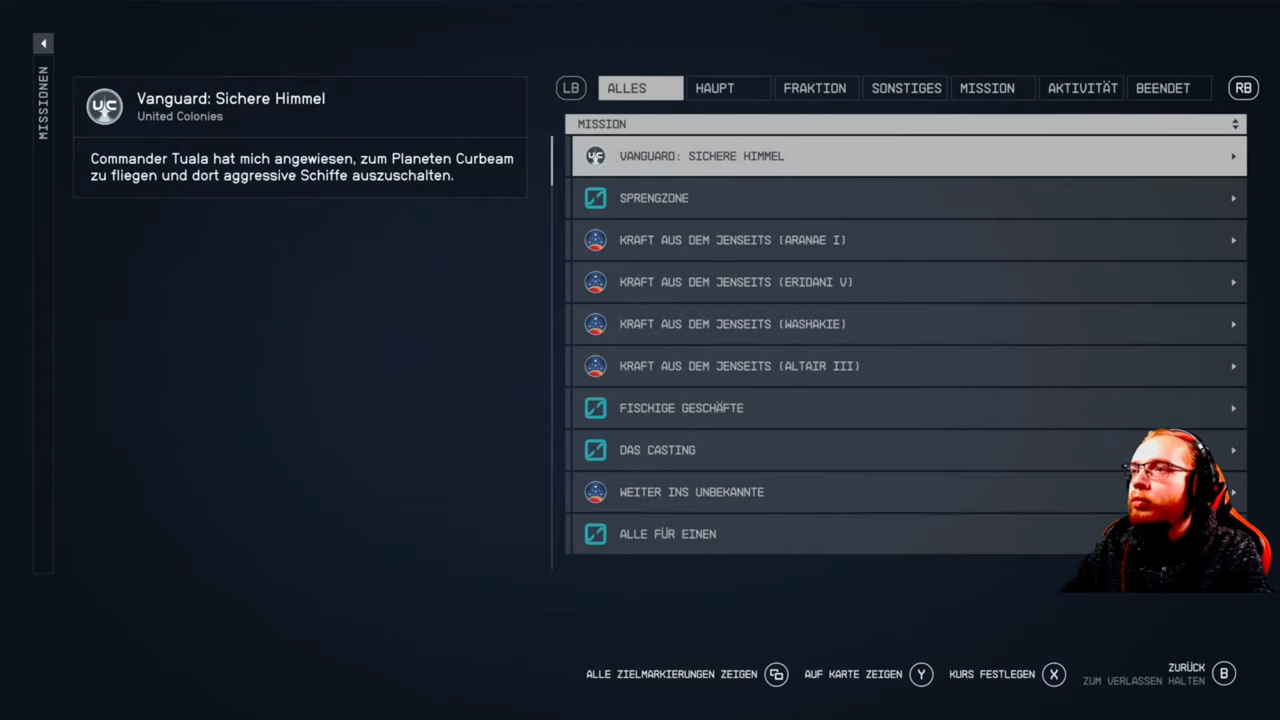 MISSIONEN
UC
Vanguard: Sichere Himmel
United Colonies
Commander Tuala hat mich angewiesen, zum Planeten Curbeam
zu fliegen und dort aggressive Schiffe auszuschalten.
LB ALLES HAUPT FRAKTION SONSTIGES MISSION AKTIVITÄT BEENDET RB
MISSION
VANGUARD: SICHERE HIMMEL
SPRENGZONE
KRAFT AUS DEM JENSEITS (ARANAE I)
KRAFT AUS DEM JENSEITS (ERIDANI V)
KRAFT AUS DEM JENSEITS (WASHAKIE)
KRAFT AUS DEM JENSEITS (ALTAIR III)
FISCHIGE GESCHÄFTE
DAS CASTING
WEITER INS UNBEKANNTE
ALLE FÜR EINEN
ALLE ZIELMARKIERUNGEN ZEIGEN AUF KARTE ZEIGEN Y KURS FESTLEGEN X ZURÜCK B
ZUM VERLASSEN HALTEN